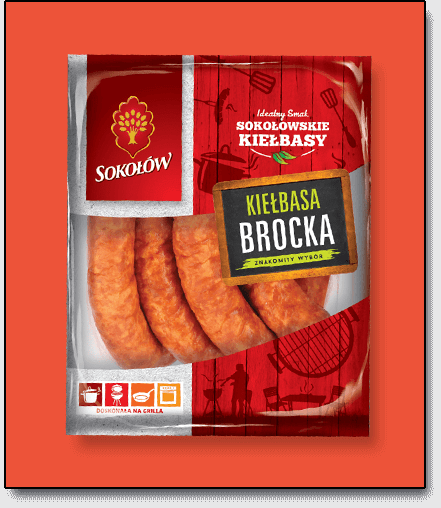 Idealny Smak
SOKOŁOWSKIE
KIEŁBASY
SOKOŁÓW
KIEŁBASA
BROCKA
ZNAKOMITY WYBÓR
DOSKONAŁA NA GRILLA